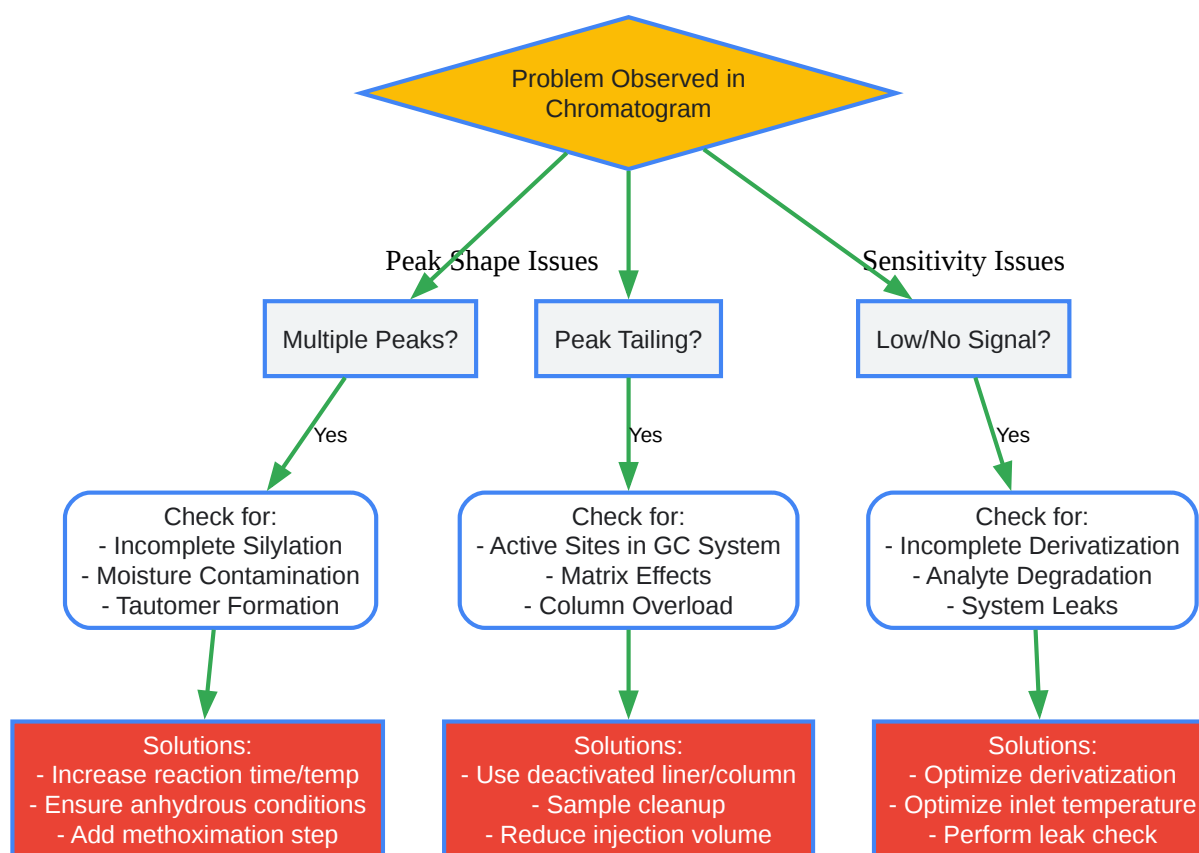 Problem Observed in
Chromatogram
Peak Shape Issues
Sensitivity Issues
Multiple Peaks?
Peak Tailing?
Low/No Signal?
Yes
Yes
Yes
Check for:
- Incomplete Silylation
- Moisture Contamination
- Tautomer Formation
Check for:
- Active Sites in GC System
- Matrix Effects
- Column Overload
Check for:
- Incomplete Derivatization
- Analyte Degradation
- System Leaks
Solutions:
- Increase reaction time/temp
- Ensure anhydrous conditions
- Add methoximation step
Solutions:
- Use deactivated liner/column
- Sample cleanup
- Reduce injection volume
Solutions:
- Optimize derivatization
- Optimize inlet temperature
- Perform leak check